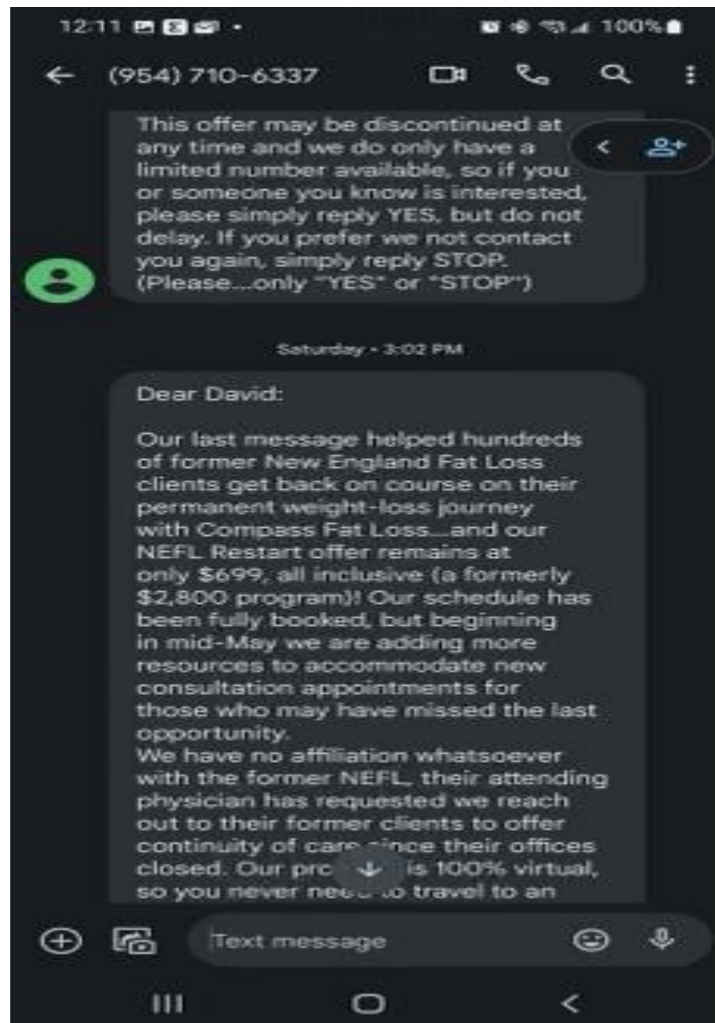 12:11
100%
(954) 710-6337
This offer may be discontinued at
any time and we do only have a
limited number available, so if you
or someone you know is interested,
please simply reply YES, but do not
delay. If you prefer we not contact
you again, simply reply STOP.
(Please...only "YES" or "STOP")
Saturday • 3:02 PM
Dear David:
Our last message helped hundreds
of former New England Fat Loss
clients get back on course on their
permanent weight-loss journey
with Compass Fat Loss...and our
NEFL Restart offer remains at
only $699, all inclusive (a formerly
$2,800 program)! Our schedule has
been fully booked, but beginning
in mid-May we are adding more
resources to accommodate new
consultation appointments for
those who may have missed the last
opportunity.
We have no affiliation whatsoever
with the former NEFL, their attending
physician has requested we reach
out to their former clients to offer
continuity of care since their offices
closed. Our is 100% virtual,
so you never need to travel to an
Text message